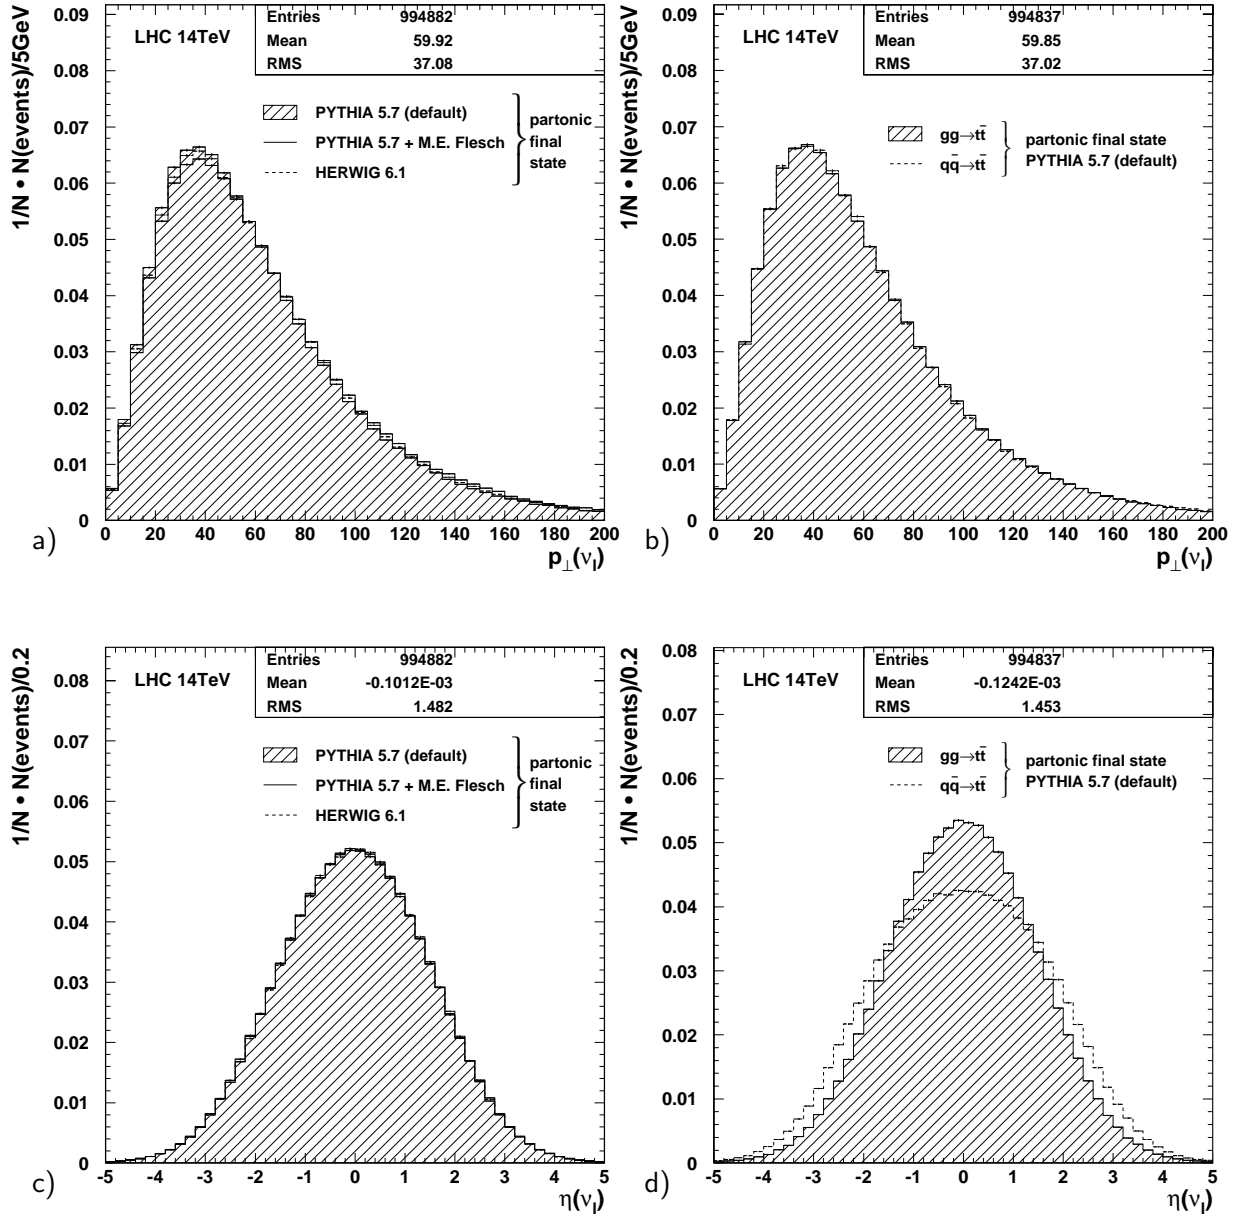 1/N • N(events)/5GeV
0.09
0.08
0.07
0.06
0.05
0.04
0.03
0.02
0.01
0
LHC 14TeV
Entries 994882
Mean 59.92
RMS 37.08
PYTHIA 5.7 (default)
PYTHIA 5.7 + M.E. Flesch
HERWIG 6.1
partonic
final
state
0 20 40 60 80 100 120 140 160 180 200
p⊥(νl)
a)
1/N • N(events)/5GeV
0.09
0.08
0.07
0.06
0.05
0.04
0.03
0.02
0.01
0
LHC 14TeV
Entries 994837
Mean 59.85
RMS 37.02
gg→tt̄
qq̄→tt̄
partonic final state
PYTHIA 5.7 (default)
0 20 40 60 80 100 120 140 160 180 200
p⊥(νl)
b)
1/N • N(events)/0.2
0.08
0.07
0.06
0.05
0.04
0.03
0.02
0.01
0
LHC 14TeV
Entries 994882
Mean -0.1012E-03
RMS 1.482
PYTHIA 5.7 (default)
PYTHIA 5.7 + M.E. Flesch
HERWIG 6.1
partonic
final
state
-5 -4 -3 -2 -1 0 1 2 3 4 5
η(νl)
c)
1/N • N(events)/0.2
0.08
0.07
0.06
0.05
0.04
0.03
0.02
0.01
0
LHC 14TeV
Entries 994837
Mean -0.1242E-03
RMS 1.453
gg→tt̄
qq̄→tt̄
partonic final state
PYTHIA 5.7 (default)
-5 -4 -3 -2 -1 0 1 2 3 4 5
η(νl)
d)